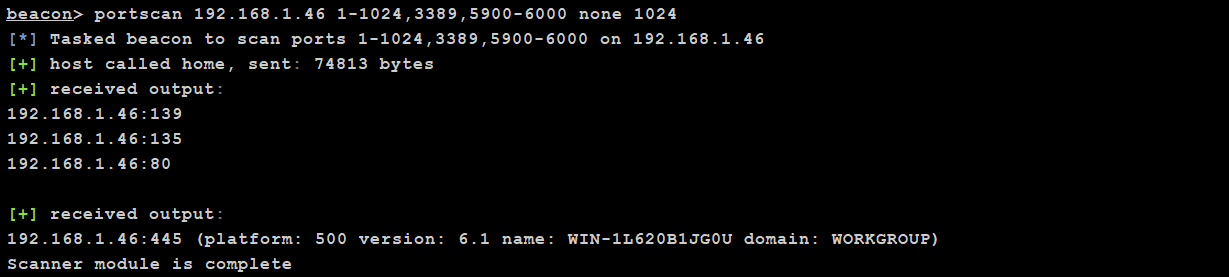 beacon> portscan 192.168.1.46 1-1024,3389,5900-6000 none 1024
[*] Tasked beacon to scan ports 1-1024,3389,5900-6000 on 192.168.1.46
[+] host called home, sent: 74813 bytes
[+] received output:
192.168.1.46:139
192.168.1.46:135
192.168.1.46:80
[+] received output:
192.168.1.46:445 (platform: 500 version: 6.1 name: WIN-1L620B1JG0U domain: WORKGROUP)
Scanner module is complete